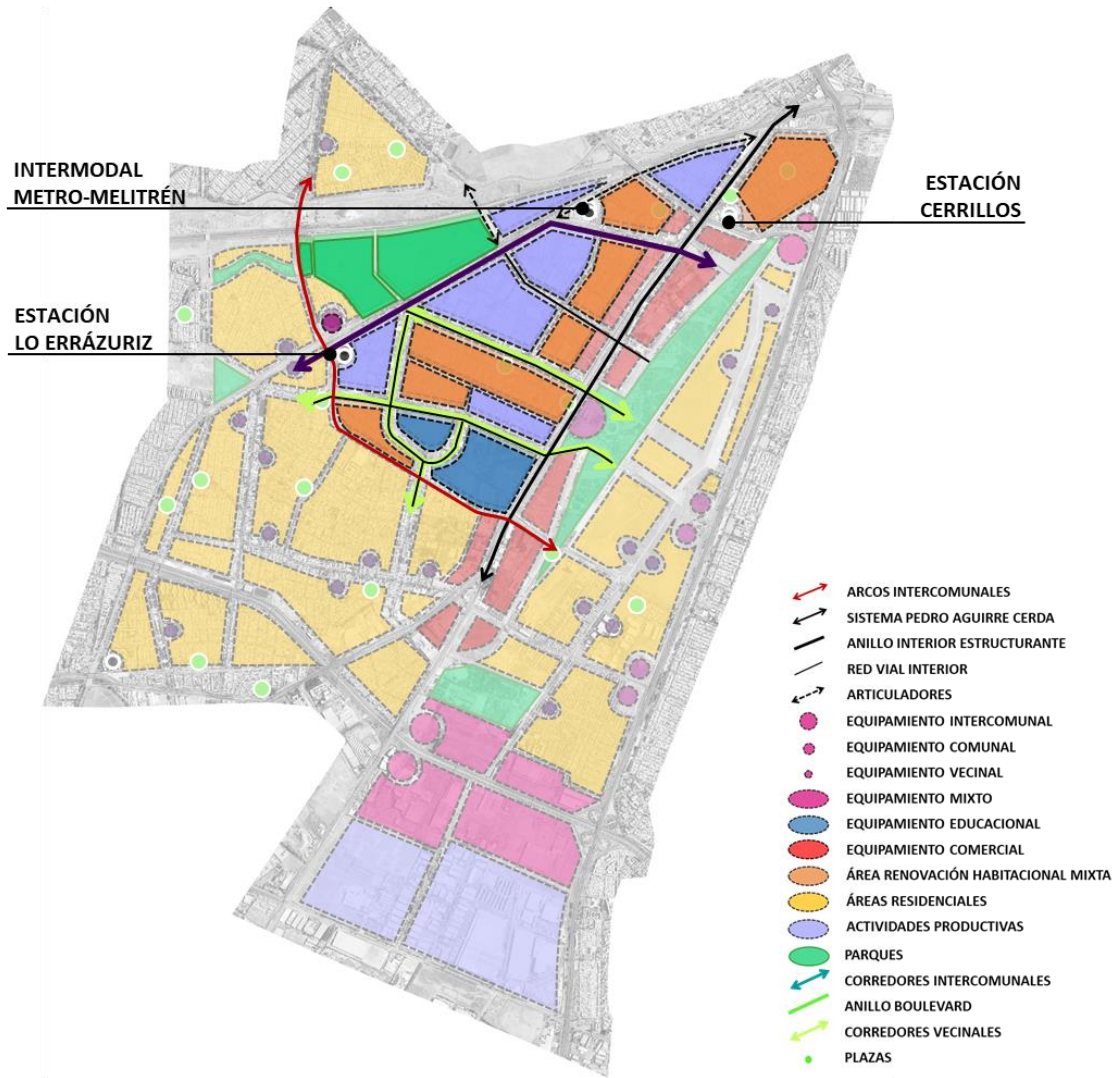 INTERMODAL
METRO-MELITRÉN
ESTACIÓN
CERRILLOS
ESTACIÓN
LO ERRÁZURIZ
ARCOS INTERCOMUNALES
SISTEMA PEDRO AGUIRRE CERDA
ANILLO INTERIOR ESTRUCTURANTE
RED VIAL INTERIOR
ARTICULADORES
EQUIPAMIENTO INTERCOMUNAL
EQUIPAMIENTO COMUNAL
EQUIPAMIENTO VECINAL
EQUIPAMIENTO MIXTO
EQUIPAMIENTO EDUCACIONAL
EQUIPAMIENTO COMERCIAL
ÁREA RENOVACIÓN HABITACIONAL MIXTA
ÁREAS RESIDENCIALES
ACTIVIDADES PRODUCTIVAS
PARQUES
CORREDORES INTERCOMUNALES
ANILLO BOULEVARD
CORREDORES VECINALES
PLAZAS